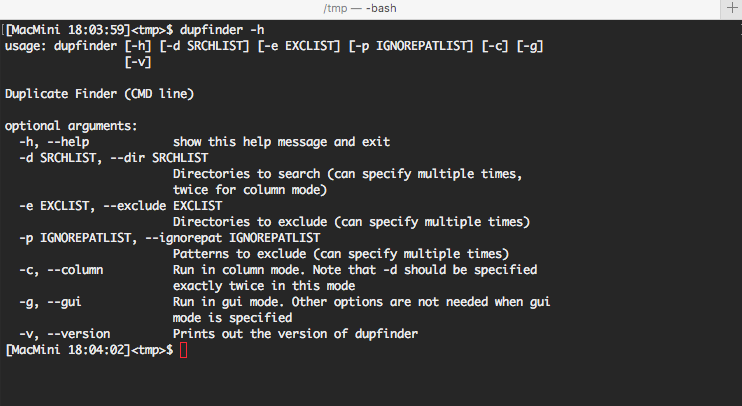 /tmp — -bash
[MacMini 18:03:59]<tmp>$ dupfinder -h
usage: dupfinder [-h] [-d SRCHLIST] [-e EXCLIST] [-p IGNOREPATLIST] [-c] [-g]
                 [-v]

Duplicate Finder (CMD line)

optional arguments:
  -h, --help            show this help message and exit
  -d SRCHLIST, --dir SRCHLIST
                        Directories to search (can specify multiple times,
                        twice for column mode)
  -e EXCLIST, --exclude EXCLIST
                        Directories to exclude (can specify multiple times)
  -p IGNOREPATLIST, --ignorepat IGNOREPATLIST
                        Patterns to exclude (can specify multiple times)
  -c, --column          Run in column mode. Note that -d should be specified
                        exactly twice in this mode
  -g, --gui             Run in gui mode. Other options are not needed when gui
                        mode is specified
  -v, --version         Prints out the version of dupfinder
[MacMini 18:04:02]<tmp>$